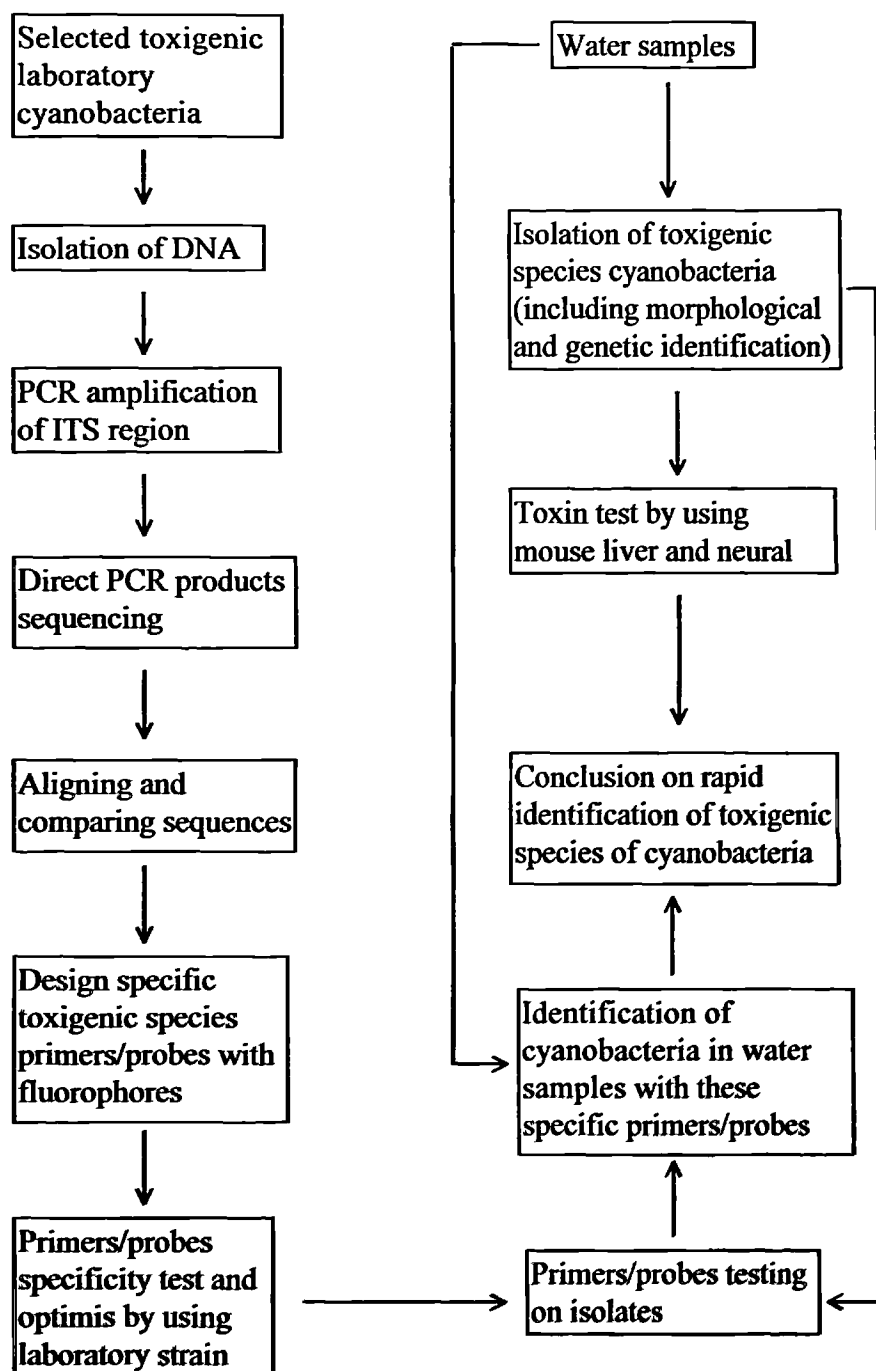 Selected toxigenic
laboratory
cyanobacteria
Isolation of DNA
PCR amplification
of ITS region
Direct PCR products
sequencing
Aligning and
comparing sequences
Design specific
toxigenic species
primers/probes with
fluorophores
Primers/probes
specificity test and
optimis by using
laboratory strain
Water samples
Isolation of toxigenic
species cyanobacteria
(including morphological
and genetic identification)
Toxin test by using
mouse liver and neural
Conclusion on rapid
identification of toxigenic
species of cyanobacteria
Identification of
cyanobacteria in water
samples with these
specific primers/probes
Primers/probes testing
on isolates